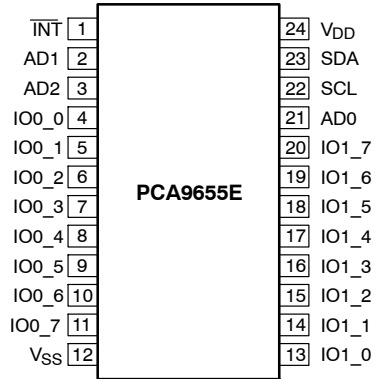 I̅N̅T̅ 1 24 VDD
AD1 2 23 SDA
AD2 3 22 SCL
IO0_0 4 21 AD0
IO0_1 5 20 IO1_7
IO0_2 6 19 IO1_6
PCA9655E
IO0_3 7 18 IO1_5
IO0_4 8 17 IO1_4
IO0_5 9 16 IO1_3
IO0_6 10 15 IO1_2
IO0_7 11 14 IO1_1
VSS 12 13 IO1_0